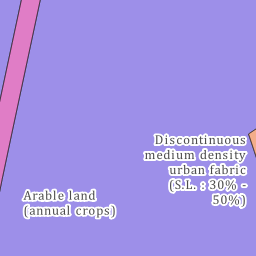 Discontinuous
medium density
urban fabric
(S.L. : 30% -
50%)
Arable land
(annual crops)